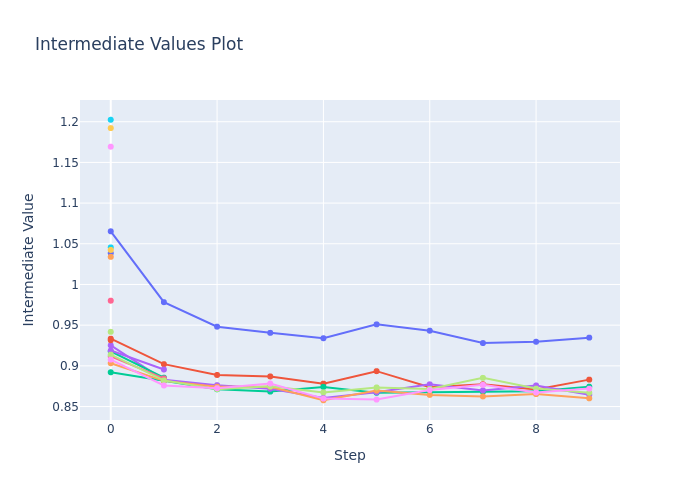 Intermediate Values Plot
1.2
1.15
1.1
1.05
1
0.95
0.9
0.85
0 2 4 6 8
Step
Intermediate Value